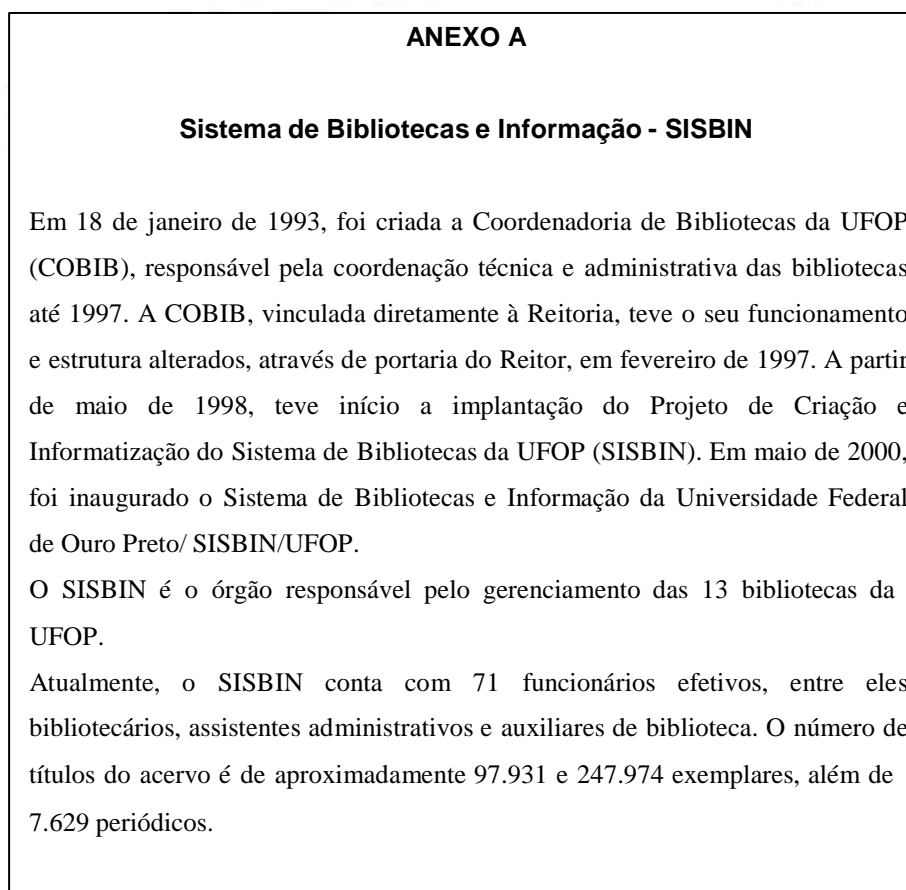 ANEXO A
Sistema de Bibliotecas e Informação - SISBIN
Em 18 de janeiro de 1993, foi criada a Coordenadoria de Bibliotecas da UFOP
(COBIB), responsável pela coordenação técnica e administrativa das bibliotecas
até 1997. A COBIB, vinculada diretamente à Reitoria, teve o seu funcionamento
e estrutura alterados, através de portaria do Reitor, em fevereiro de 1997. A partir
de maio de 1998, teve início a implantação do Projeto de Criação e
Informatização do Sistema de Bibliotecas da UFOP (SISBIN). Em maio de 2000,
foi inaugurado o Sistema de Bibliotecas e Informação da Universidade Federal
de Ouro Preto/ SISBIN/UFOP.
O SISBIN é o órgão responsável pelo gerenciamento das 13 bibliotecas da
UFOP.
Atualmente, o SISBIN conta com 71 funcionários efetivos, entre eles
bibliotecários, assistentes administrativos e auxiliares de biblioteca. O número de
títulos do acervo é de aproximadamente 97.931 e 247.974 exemplares, além de
7.629 periódicos.